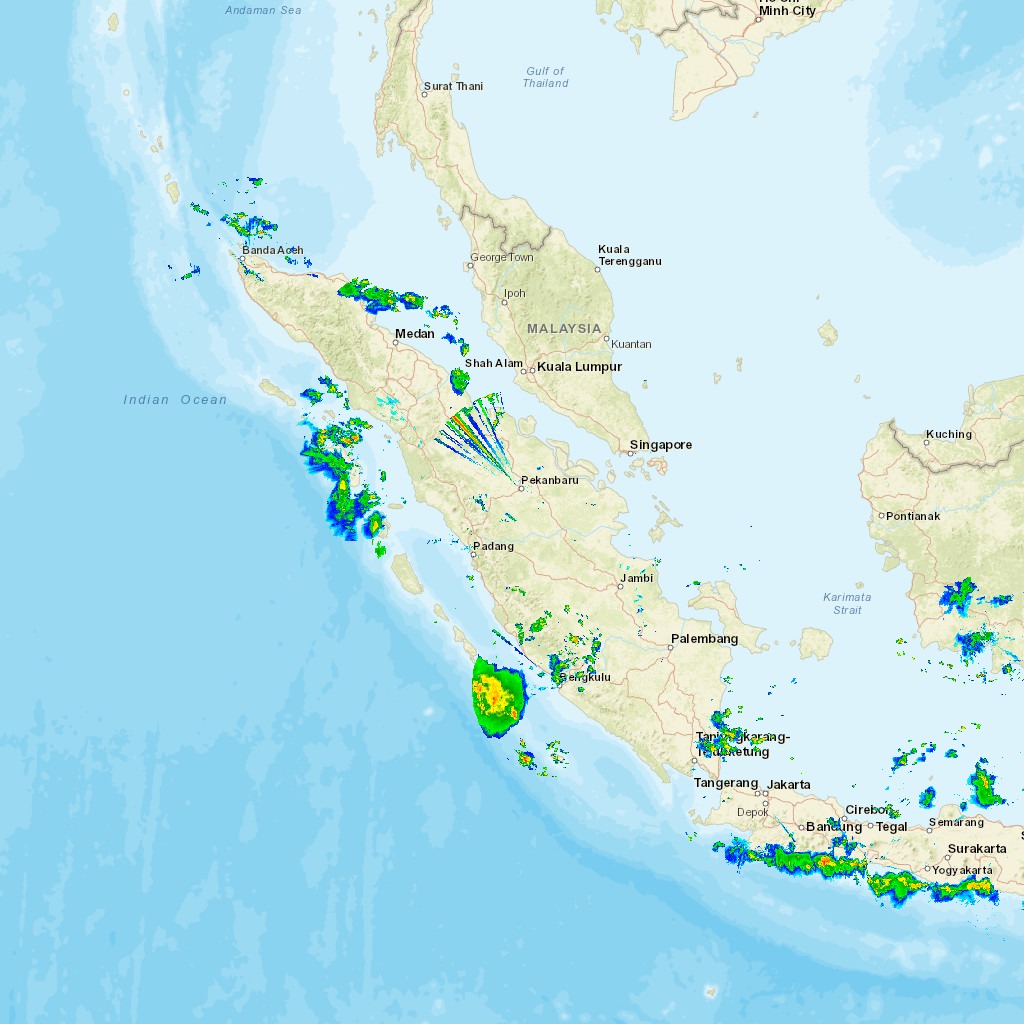 Minh City
Andaman Sea
Gulf of
Thailand
Surat Thani
Banda Aceh
George Town
Kuala
Terengganu
Ipoh
MALAYSIA
Medan
Kuantan
Shah Alam
Kuala Lumpur
Indian Ocean
Singapore
Kuching
Pekanbaru
Pontianak
Padang
Jambi
Karimata
Strait
Palembang
Bengkulu
Tanjungkarang-
Telukbetung
Tangerang
Jakarta
Depok
Cirebon
Bandung
Tegal
Semarang
Surakarta
Yogyakarta